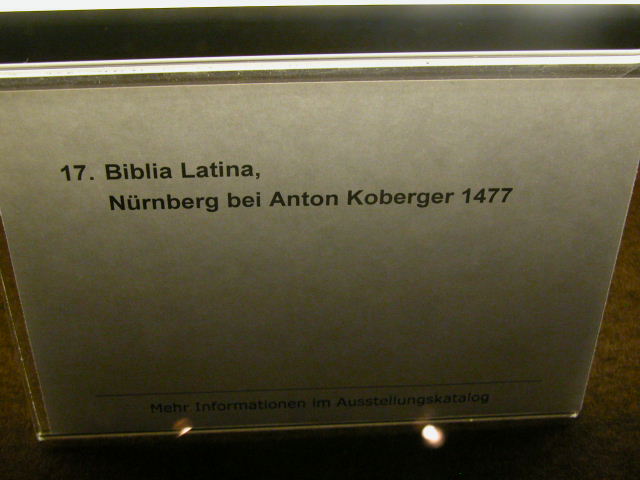 17. Biblia Latina,
Nürnberg bei Anton Koberger 1477
Mehr Informationen im Ausstellungskatalog